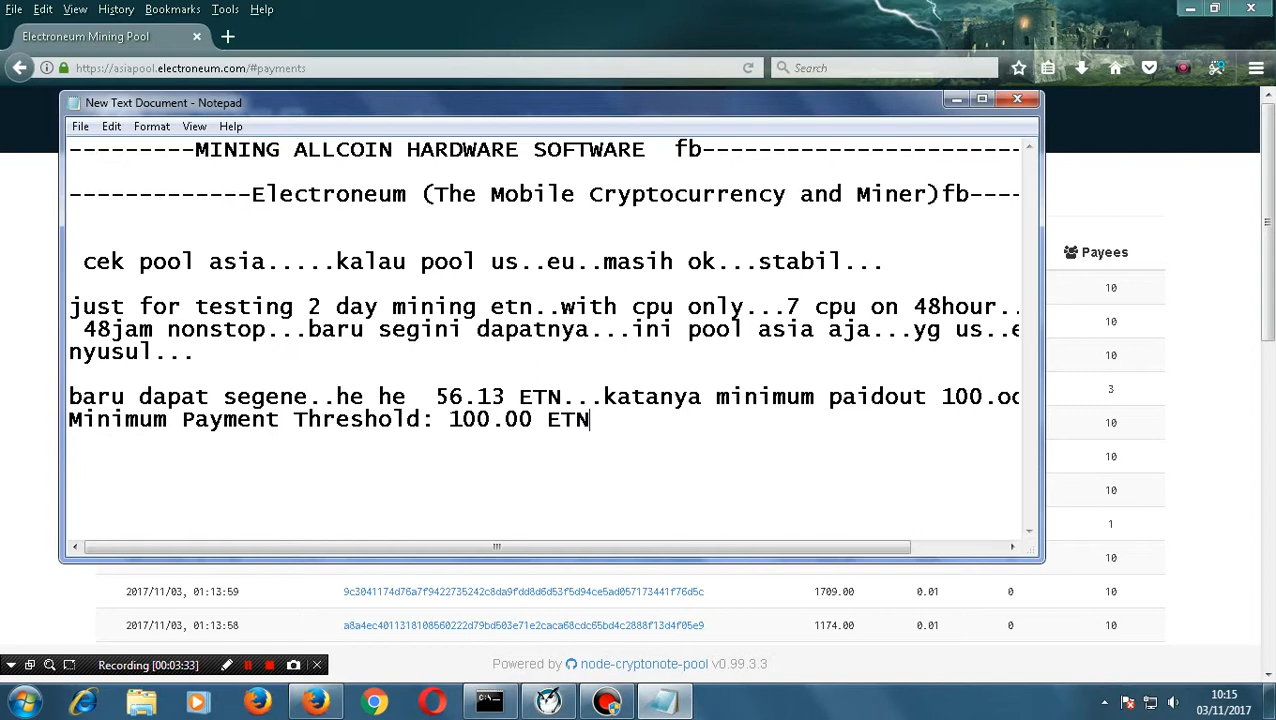 File Edit View History Bookmarks Tools Help
Electroneum Mining Pool
https://asiapool.electroneum.com/#payments
Search
New Text Document - Notepad
File Edit Format View Help
---------MINING ALLCOIN HARDWARE SOFTWARE  fb-----------------------
-------------Electroneum (The Mobile Cryptocurrency and Miner)fb----
cek pool asia.....kalau pool us..eu..masih ok...stabil...
just for testing 2 day mining etn..with cpu only...7 cpu on 48hour..
48jam nonstop...baru segini dapatnya...ini pool asia aja...yg us..e
nyusul...
baru dapat segene..he he  56.13 ETN...katanya minimum paidout 100.oo
Minimum Payment Threshold: 100.00 ETN
Payees
10
10
10
3
10
10
10
1
10
2017/11/03, 01:13:59 9c3041174d76a7f9422735242c8da9fdd8d6d53f5d94ce5ad057173441f76d5c 1709.00 0.01 0 10
2017/11/03, 01:13:58 a8a4ec4011318108560222d79bd503e71e2caca68cdc65bd4c2888f13d4f05e9 1174.00 0.01 0 10
Powered by node-cryptonote-pool v0.99.3.3
Recording [00:03:33]
10:15
03/11/2017